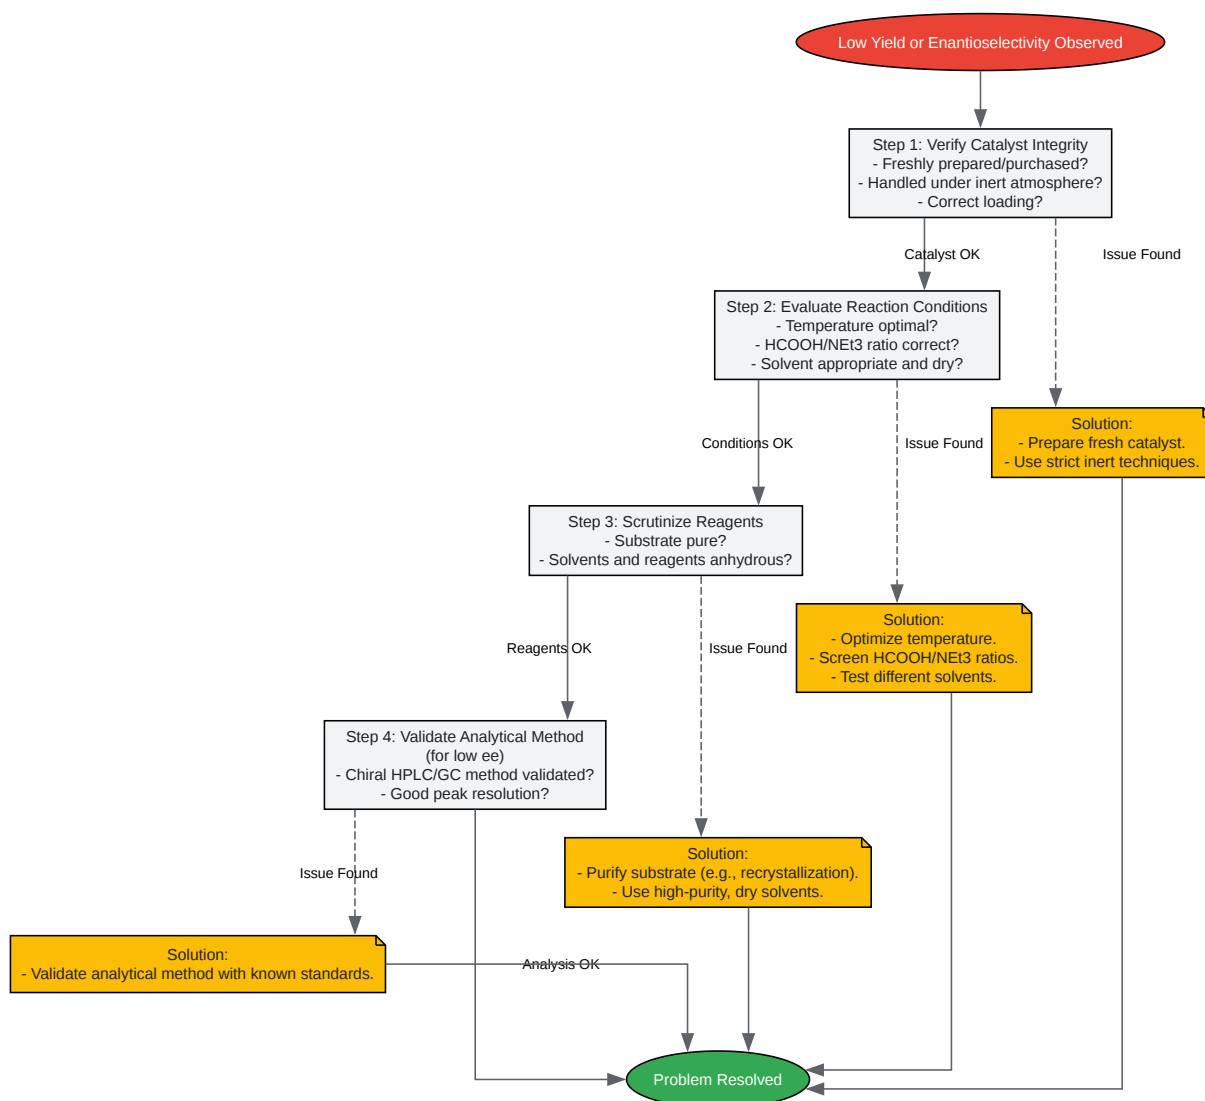 Low Yield or Enantioselectivity Observed
Step 1: Verify Catalyst Integrity
- Freshly prepared/purchased?
- Handled under inert atmosphere?
- Correct loading?
Catalyst OK
Issue Found
Step 2: Evaluate Reaction Conditions
- Temperature optimal?
- HCOOH/NEt3 ratio correct?
- Solvent appropriate and dry?
Solution:
- Prepare fresh catalyst.
- Use strict inert techniques.
Conditions OK
Issue Found
Step 3: Scrutinize Reagents
- Substrate pure?
- Solvents and reagents anhydrous?
Solution:
- Optimize temperature.
- Screen HCOOH/NEt3 ratios.
- Test different solvents.
Reagents OK
Issue Found
Step 4: Validate Analytical Method
(for low ee)
- Chiral HPLC/GC method validated?
- Good peak resolution?
Solution:
- Purify substrate (e.g., recrystallization).
- Use high-purity, dry solvents.
Issue Found
Solution:
- Validate analytical method with known standards.
Analysis OK
Problem Resolved